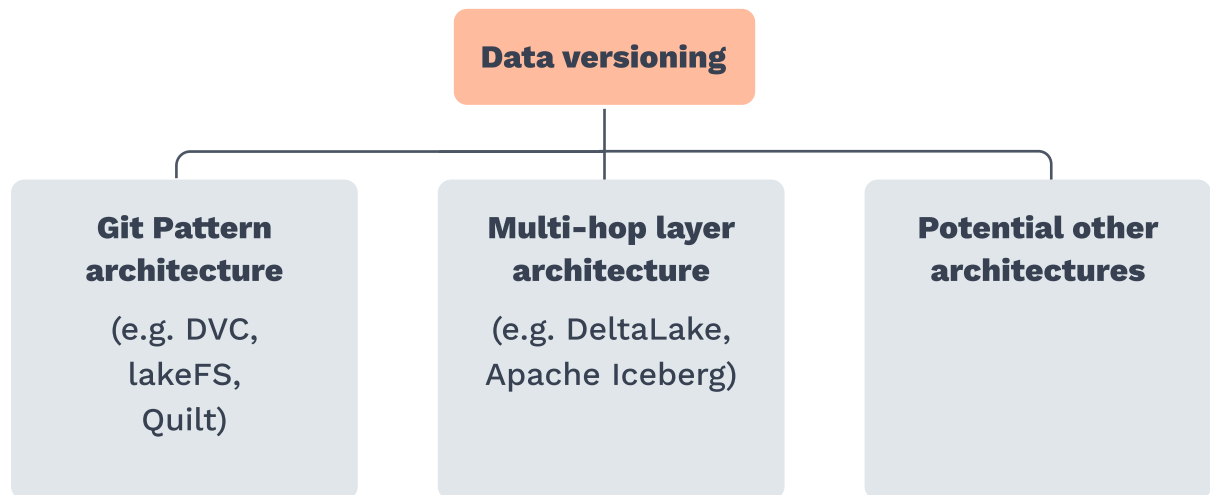 Data versioning
Git Pattern
architecture
(e.g. DVC,
lakeFS,
Quilt)
Multi-hop layer
architecture
(e.g. DeltaLake,
Apache Iceberg)
Potential other
architectures